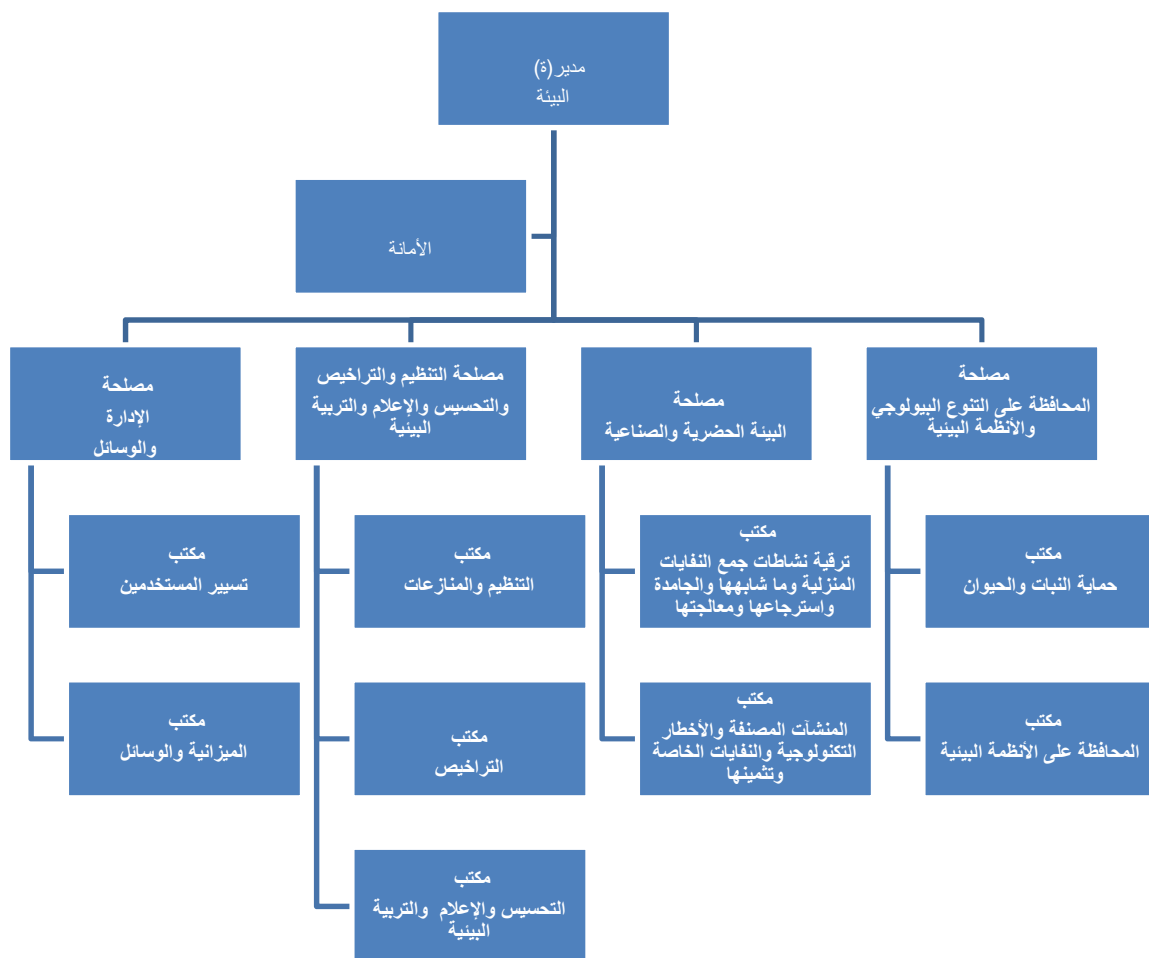 مدير(ة)
البيئة
الأمانة
مصلحة
المحافظة على التنوع البيولوجي
والأنظمة البيئية
مصلحة
البيئة الحضرية والصناعية
مصلحة التنظيم والتراخيص
والتحسيس والإعلام والتربية
البيئية
مصلحة
الإدارة
والوسائل
مكتب
حماية النبات والحيوان
مكتب
ترقية نشاطات جمع النفايات
المنزلية وما شابهها والجامدة
واسترجاعها ومعالجتها
مكتب
التنظيم والمنازعات
مكتب
تسيير المستخدمين
مكتب
المحافظة على الأنظمة البيئية
مكتب
المنشآت المصنفة والأخطار
التكنولوجية والنفايات الخاصة
وتثمينها
مكتب
التراخيص
مكتب
الميزانية والوسائل
مكتب
التحسيس والإعلام والتربية
البيئية